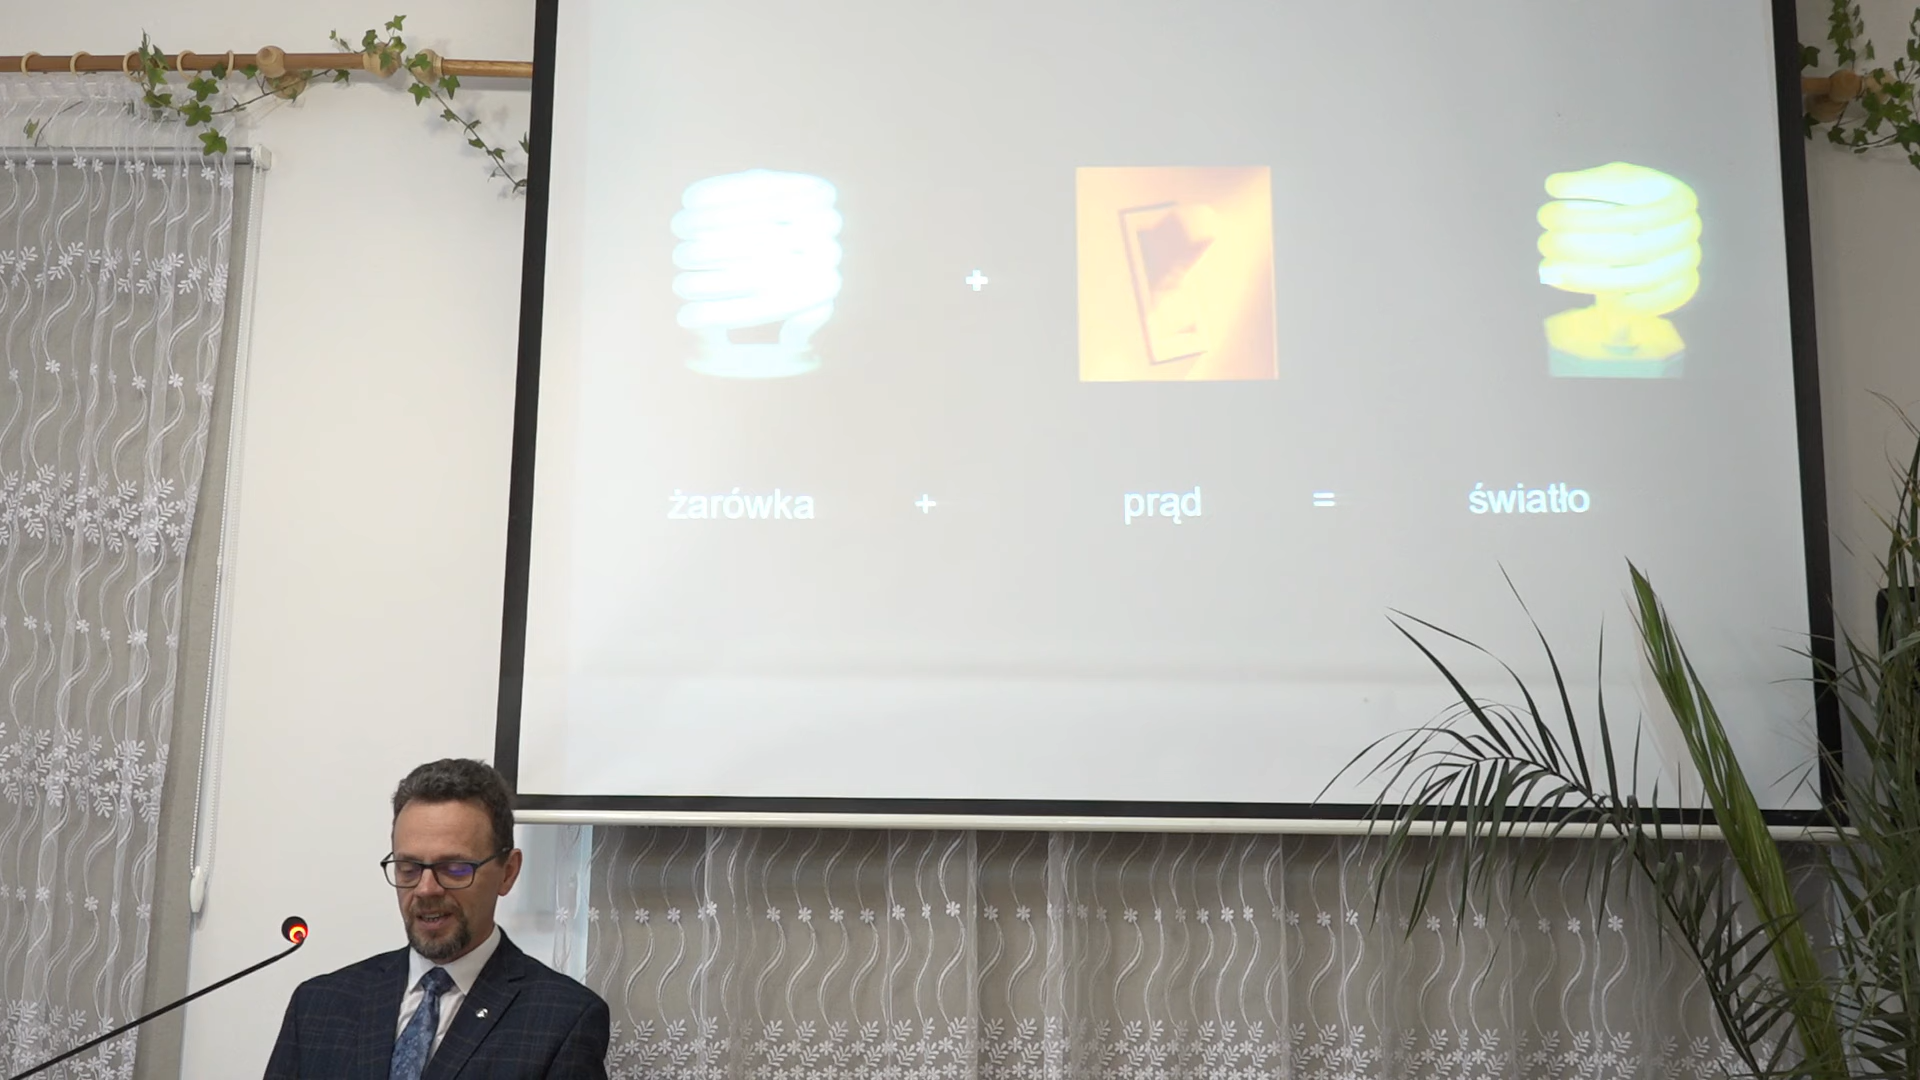 +
żarówka + prąd = światło